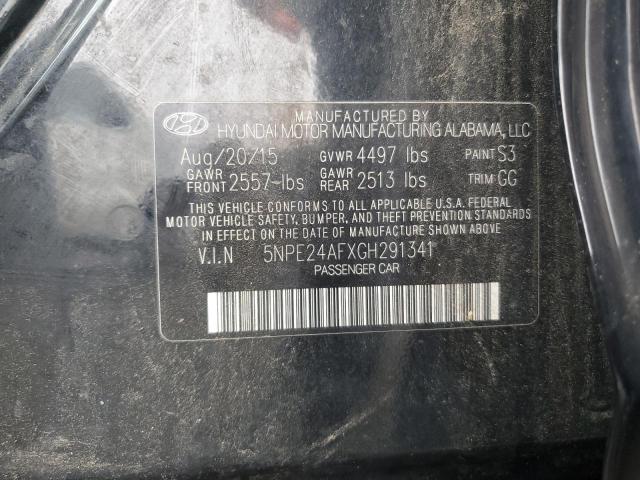 MANUFACTURED BY
HYUNDAI MOTOR MANUFACTURING ALABAMA, LLC
Aug/20/15 GVWR 4497 lbs PAINT S3
GAWR FRONT 2557-lbs GAWR REAR 2513 lbs TRIM GG
THIS VEHICLE CONFORMS TO ALL APPLICABLE U.S.A. FEDERAL
MOTOR VEHICLE SAFETY, BUMPER, AND THEFT PREVENTION STANDARDS
IN EFFECT ON THE DATE OF MANUFACTURE SHOWN ABOVE
V.I.N 5NPE24AFXGH291341
PASSENGER CAR